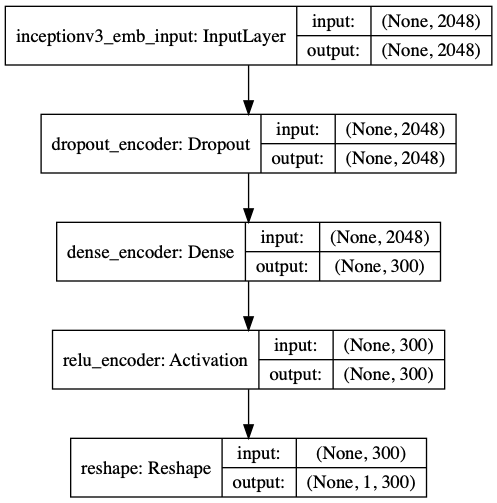 inceptionv3_emb_input: InputLayer
input: (None, 2048)
output: (None, 2048)
dropout_encoder: Dropout
input: (None, 2048)
output: (None, 2048)
dense_encoder: Dense
input: (None, 2048)
output: (None, 300)
relu_encoder: Activation
input: (None, 300)
output: (None, 300)
reshape: Reshape
input: (None, 300)
output: (None, 1, 300)